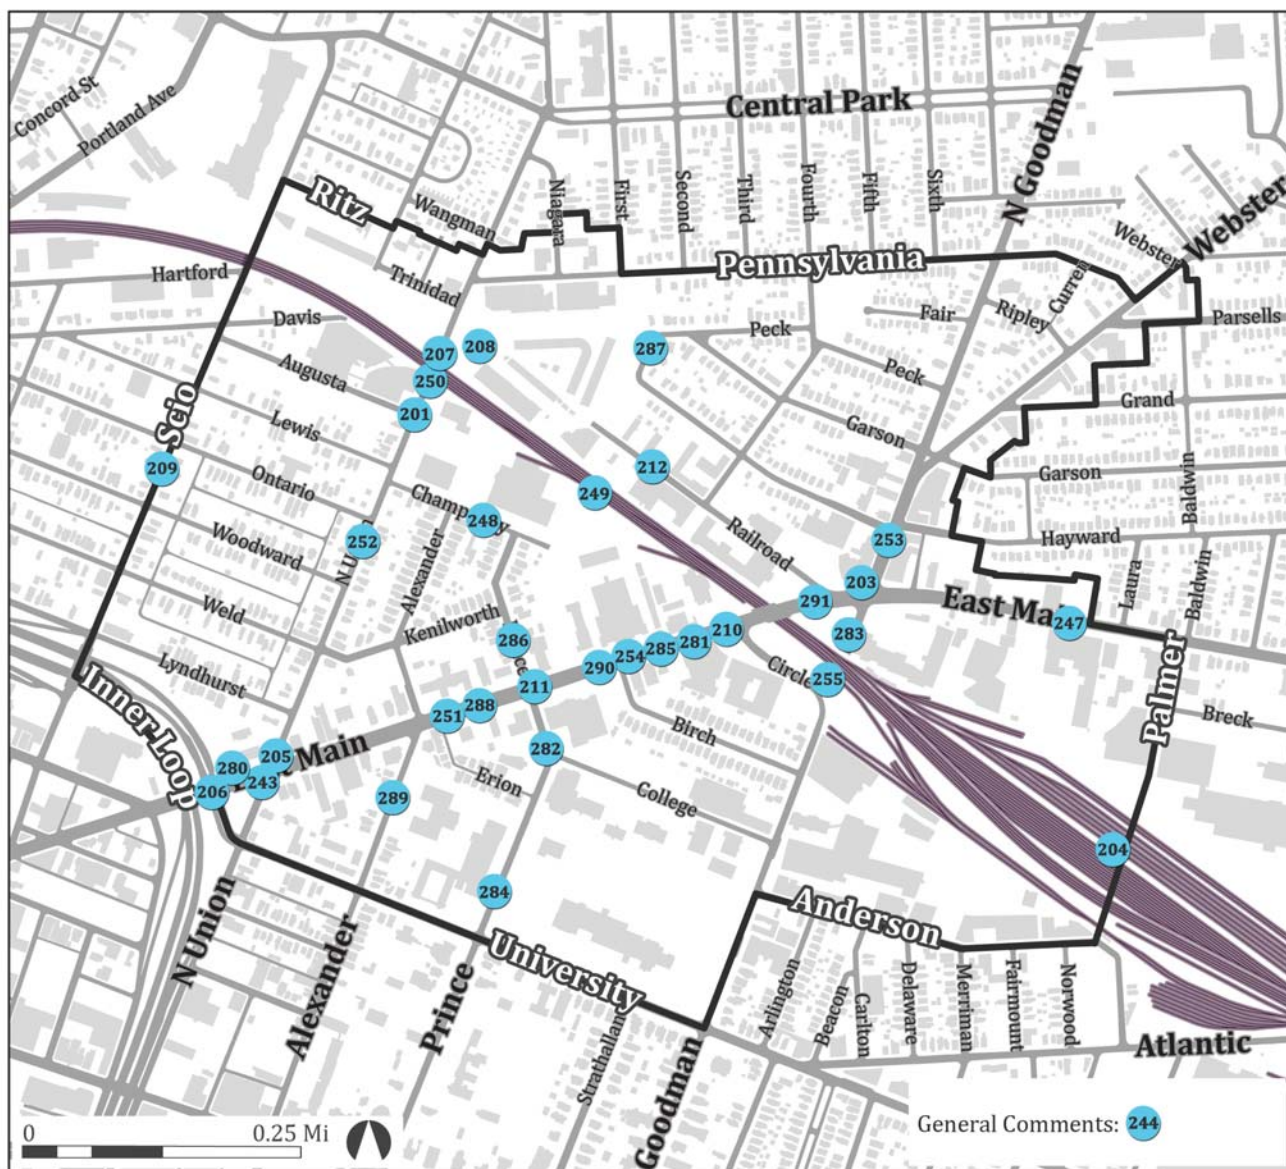 Concord St
Portland Ave
Central Park
N Goodman
Ritz
Wangman
Niagara
First
Second
Third
Fourth
Fifth
Sixth
Webster
Webster
Pennsylvania
Hartford
Trinidad
Davis
Peck
Fair
Ripley
Curren
Parsells
207
208
287
250
Augusta
Peck
201
Grand
Scio
Lewis
Garson
209
212
Garson
Baldwin
Ontario
249
Champ
248
y
252
N U
Woodward
Alexander
Railroad
253
Hayward
Weld
203
Laura
Baldwin
Kenilworth
291
East Ma
247
286
210
283
Lyndhurst
254
285
281
290
Circle
255
Palmer
Inner Loop
211
251
288
Birch
Breck
205
Main
282
280
243
206
Erion
289
College
204
284
N Union
Anderson
Alexander
University
Prince
Arlington
Beacon
Carlton
Delaware
Merriman
Fairmount
Norwood
Strathallan
Goodman
Atlantic
0 0.25 Mi
General Comments: 244